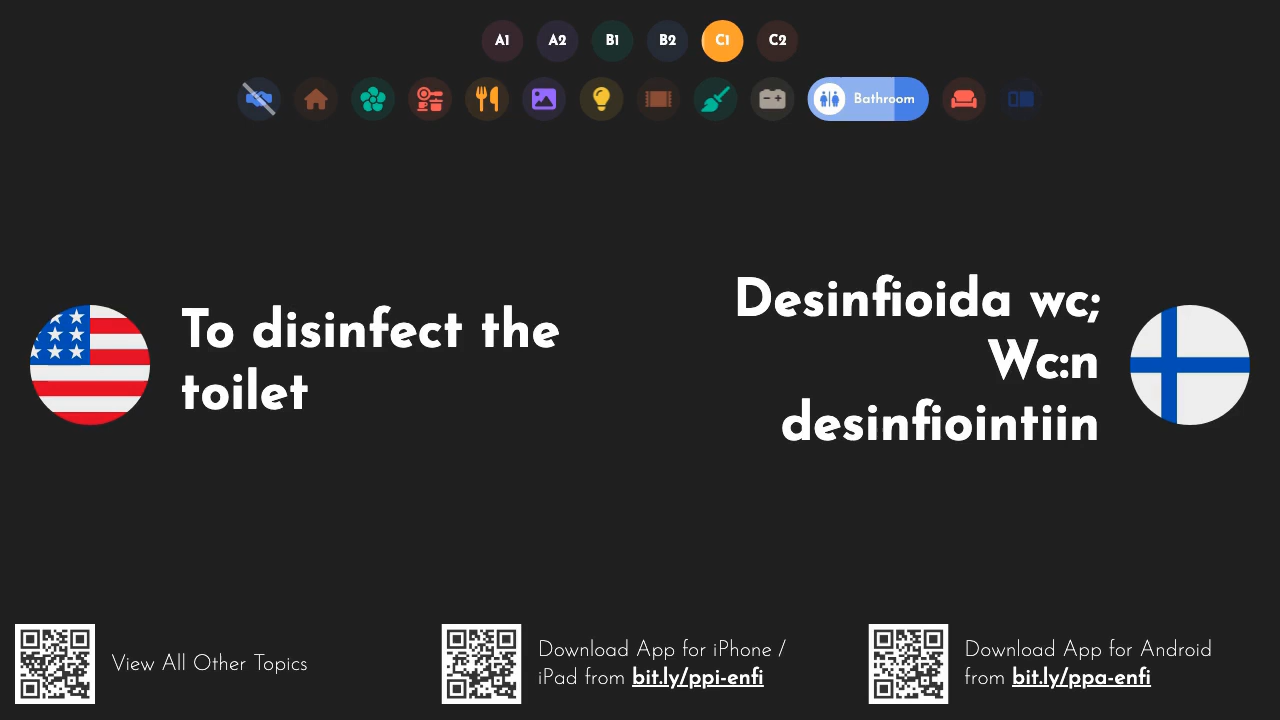 A1 A2 B1 B2 C1 C2
Bathroom
To disinfect the
toilet
Desinfioida wc;
Wc:n
desinfiointiin
View All Other Topics
Download App for iPhone /
iPad from bit.ly/ppi-enfi
Download App for Android
from bit.ly/ppa-enfi